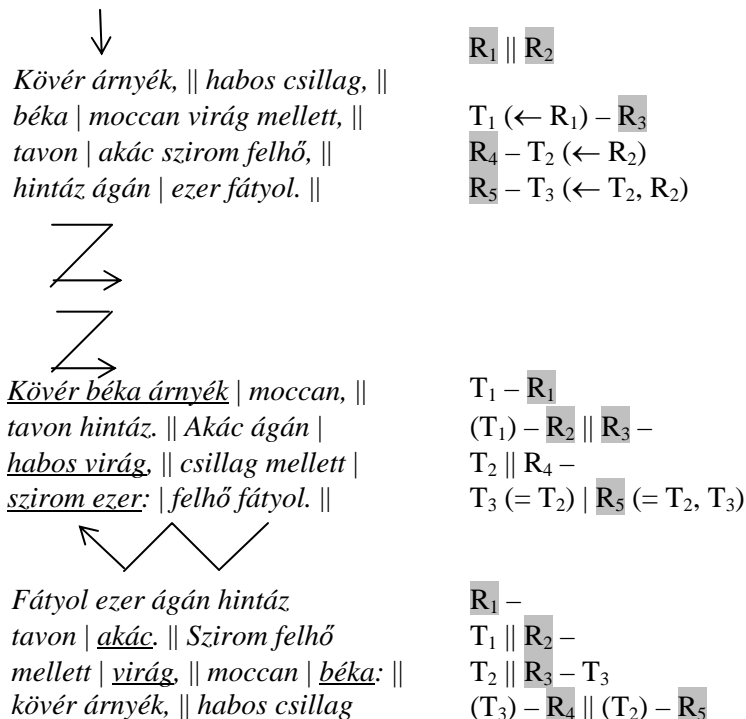 R₁ || R₂
Kövér árnyék, || habos csillag, ||
béka | moccan virág mellett, || T₁ (← R₁) – R₃
tavon | akác szirom felhő, || R₄ – T₂ (← R₂)
hintáz ágán | ezer fátyol. || R₅ – T₃ (← T₂, R₂)
Kövér béka árnyék | moccan, || T₁ – R₁
tavon hintáz. || Akác ágán | (T₁) – R₂ || R₃ –
habos virág, || csillag mellett | T₂ || R₄ –
szirom ezer: | felhő fátyol. || T₃ (= T₂) | R₅ (= T₂, T₃)
Fátyol ezer ágán hintáz R₁ –
tavon | akác. || Szirom felhő T₁ || R₂ –
mellett | virág, || moccan | béka: || T₂ || R₃ – T₃
kövér árnyék, || habos csillag (T₃) – R₄ || (T₂) – R₅